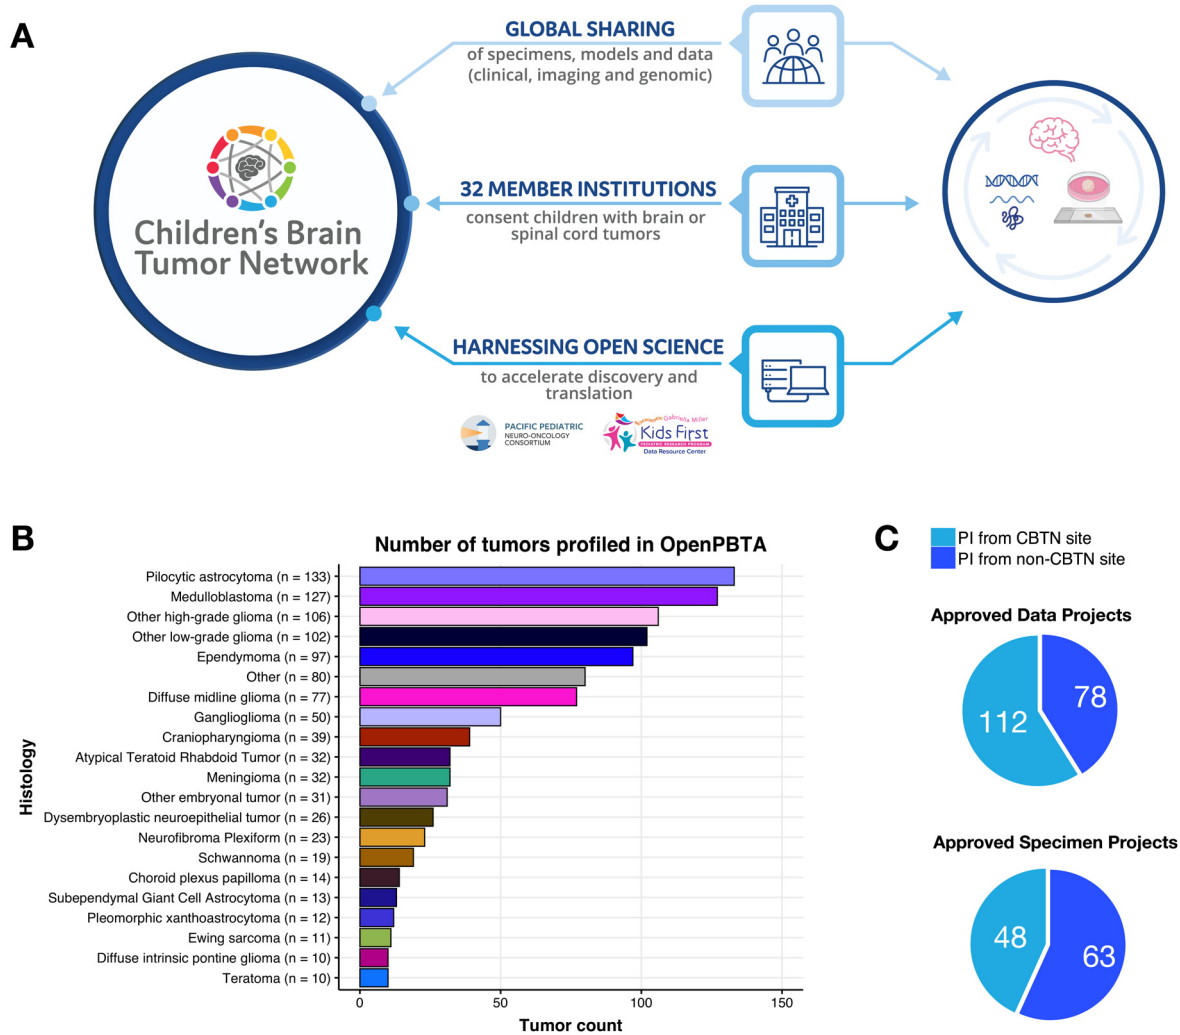 A
GLOBAL SHARING
of specimens, models and data
(clinical, imaging and genomic)
Children's Brain
Tumor Network
32 MEMBER INSTITUTIONS
consent children with brain or
spinal cord tumors
HARNESSING OPEN SCIENCE
to accelerate discovery and
translation
PACIFIC PEDIATRIC
NEURO-ONCOLOGY
CONSORTIUM
Gabriella Miller
Kids First
PEDIATRIC RESEARCH PROGRAM
Data Resource Center
B
Number of tumors profiled in OpenPBTA
Histology
Pilocytic astrocytoma (n = 133)
Medulloblastoma (n = 127)
Other high-grade glioma (n = 106)
Other low-grade glioma (n = 102)
Ependymoma (n = 97)
Other (n = 80)
Diffuse midline glioma (n = 77)
Ganglioglioma (n = 50)
Craniopharyngioma (n = 39)
Atypical Teratoid Rhabdoid Tumor (n = 32)
Meningioma (n = 32)
Other embryonal tumor (n = 31)
Dysembryoplastic neuroepithelial tumor (n = 26)
Neurofibroma Plexiform (n = 23)
Schwannoma (n = 19)
Choroid plexus papilloma (n = 14)
Subependymal Giant Cell Astrocytoma (n = 13)
Pleomorphic xanthoastrocytoma (n = 12)
Ewing sarcoma (n = 11)
Diffuse intrinsic pontine glioma (n = 10)
Teratoma (n = 10)
0 50 100 150
Tumor count
C
PI from CBTN site
PI from non-CBTN site
Approved Data Projects
112 78
Approved Specimen Projects
48 63